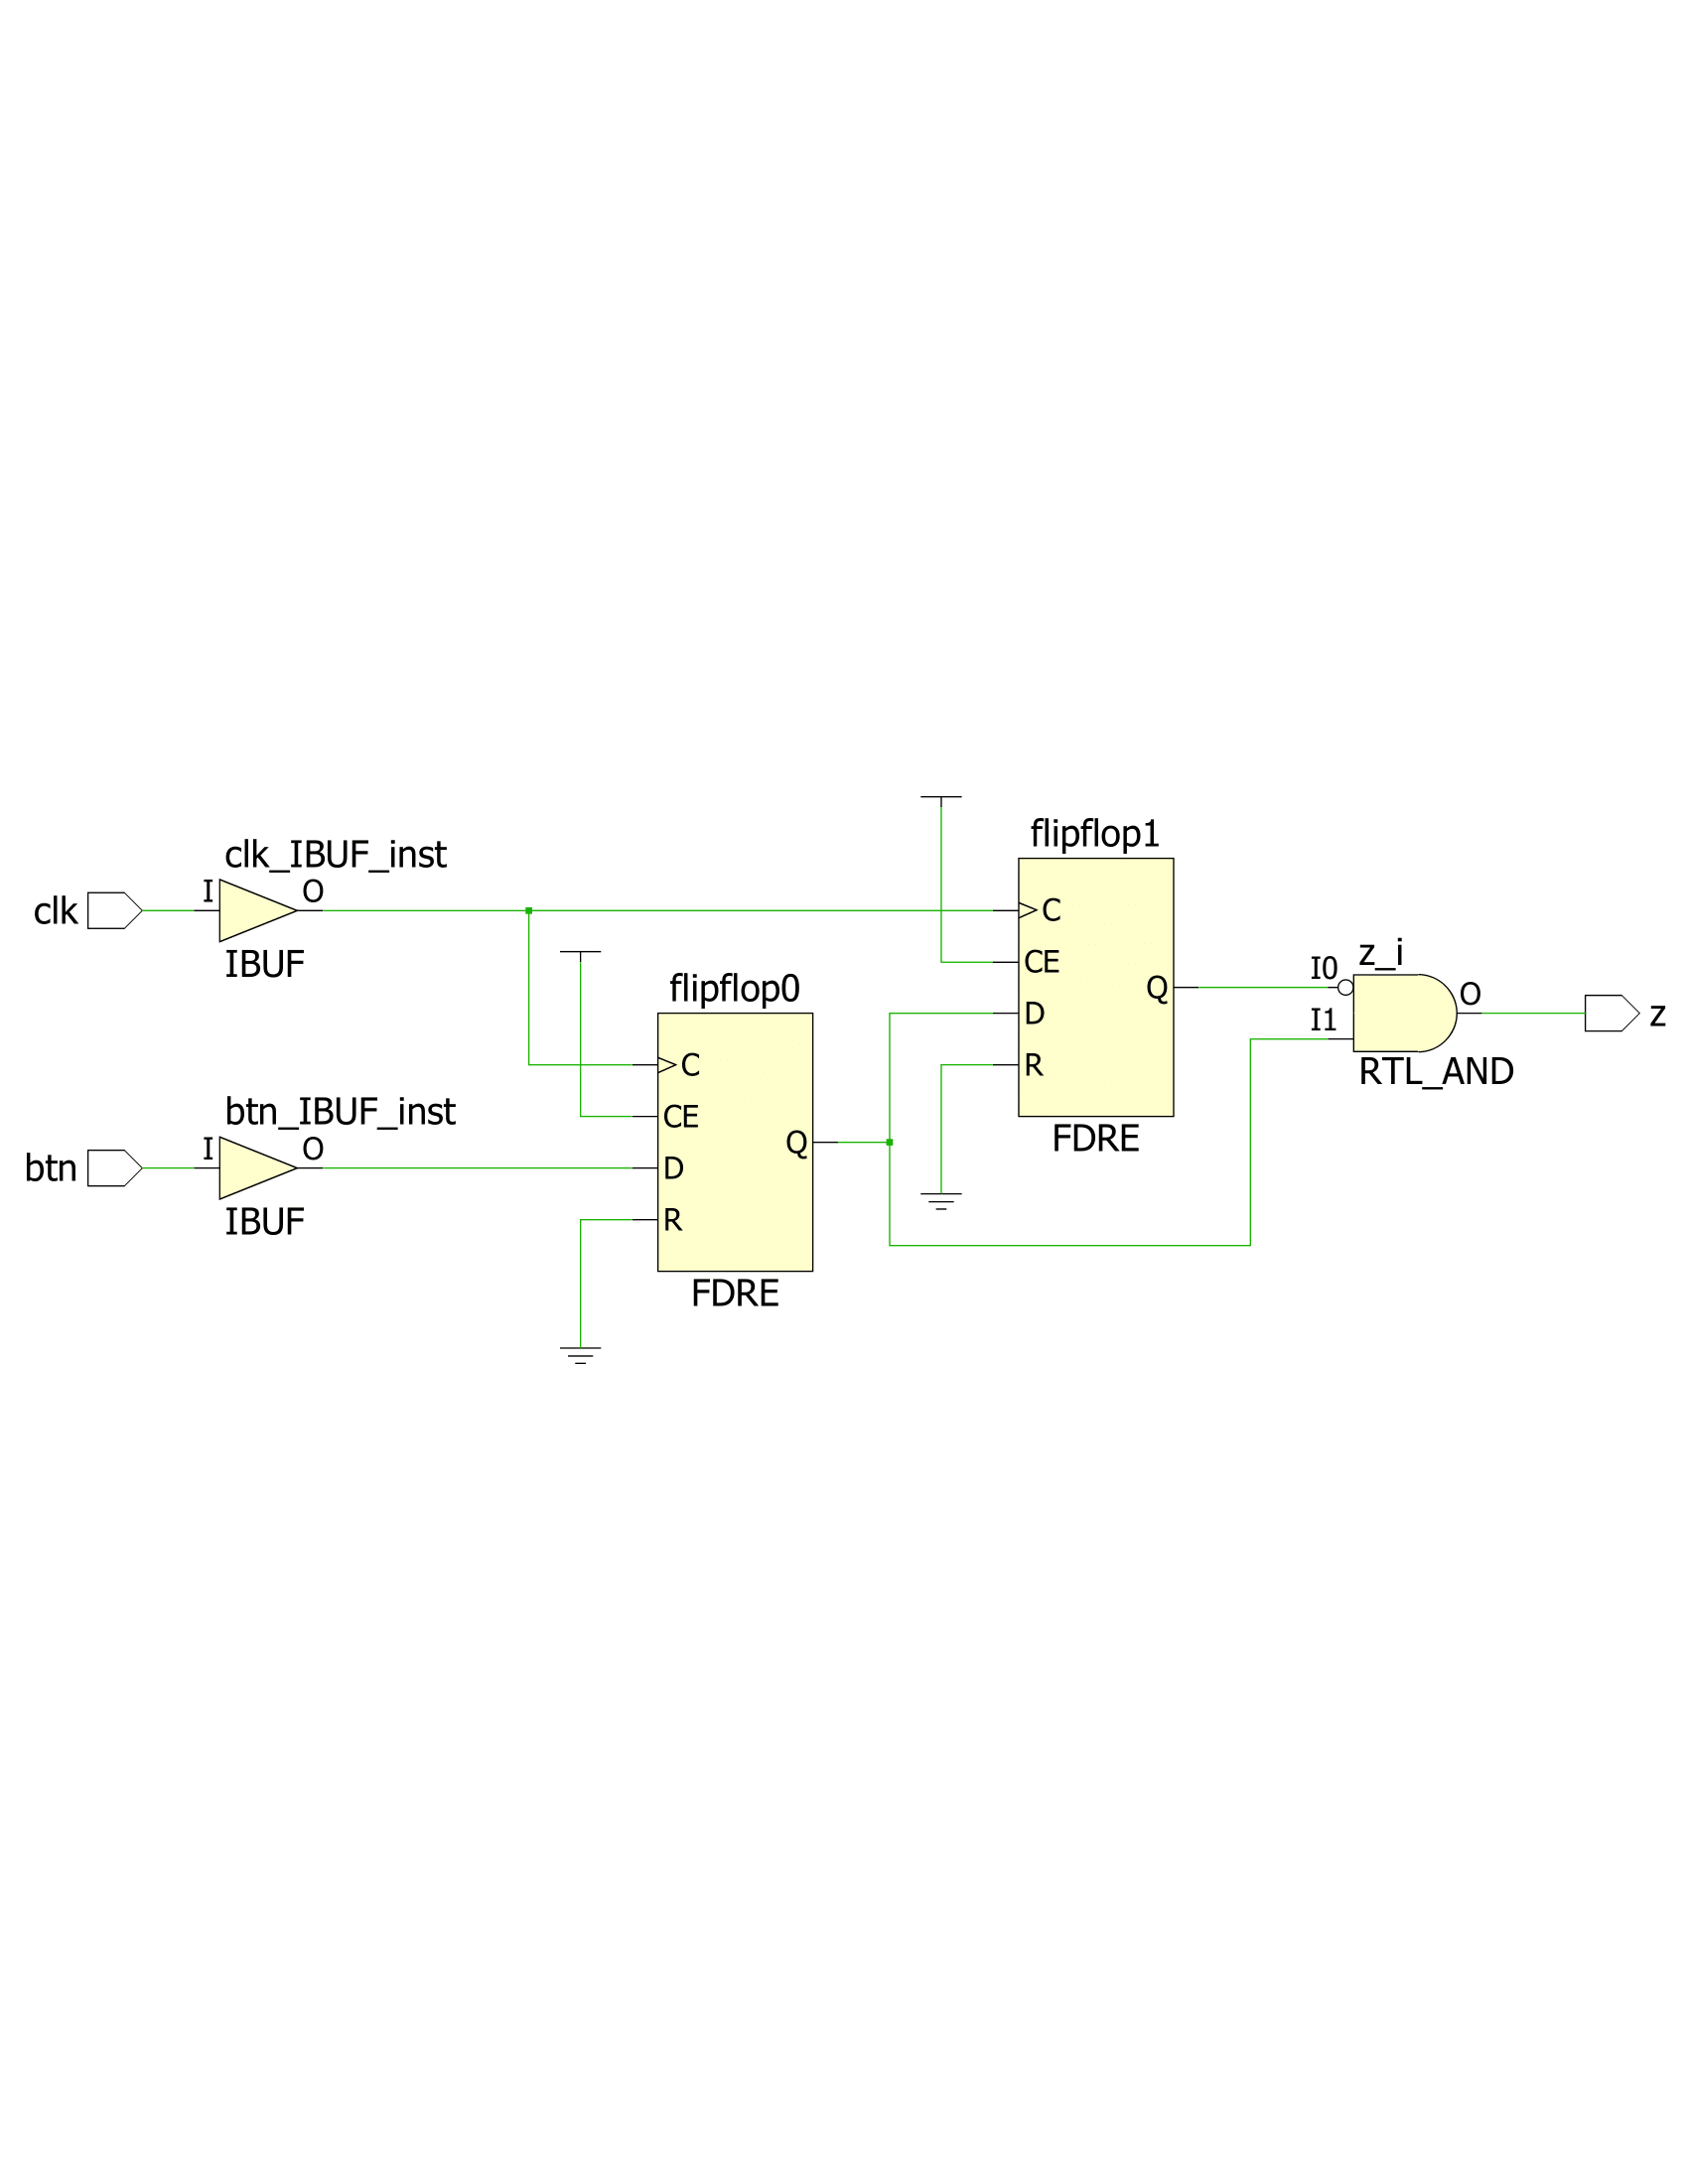 flipflop1
clk_IBUF_inst
I
O
clk
C
IBUF
CE
z_i
I0
flipflop0
Q
O
z
D
I1
C
R
RTL_AND
btn_IBUF_inst
CE
FDRE
I
O
Q
btn
D
IBUF
R
FDRE